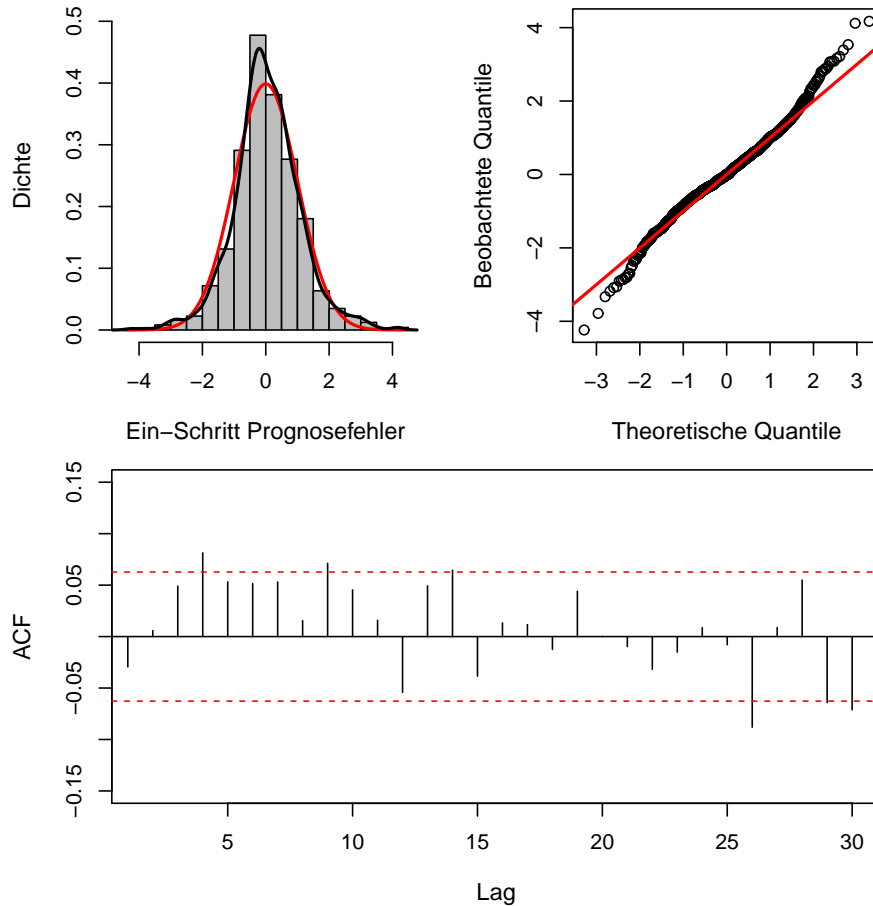 0.5
0.4
0.3
0.2
0.1
0.0
Dichte
−4 −2 0 2 4
Ein−Schritt Prognosefehler
4
2
0
−2
−4
Beobachtete Quantile
−3 −2 −1 0 1 2 3
Theoretische Quantile
0.15
0.05
−0.05
−0.15
ACF
5 10 15 20 25 30
Lag